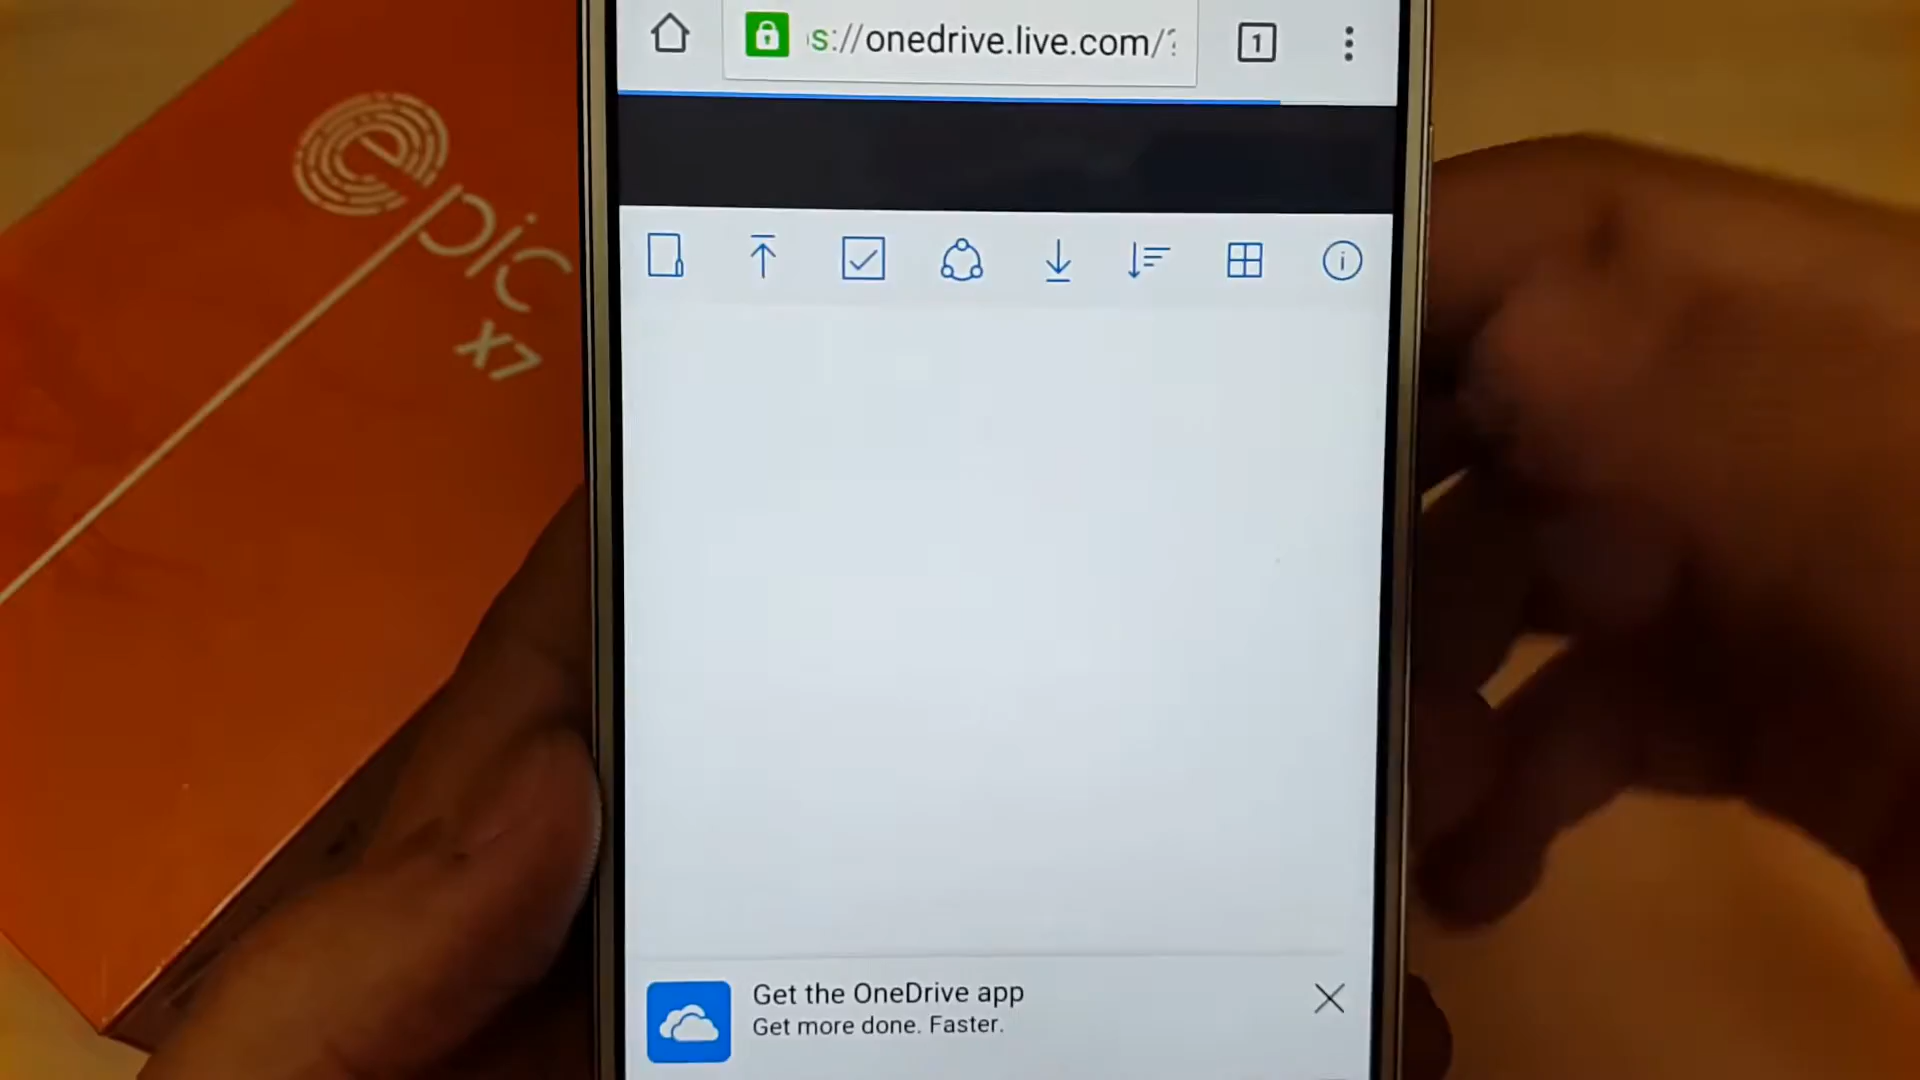 s://onedrive.live.com/?
1
epic
x7
i
Get the OneDrive app
Get more done. Faster.